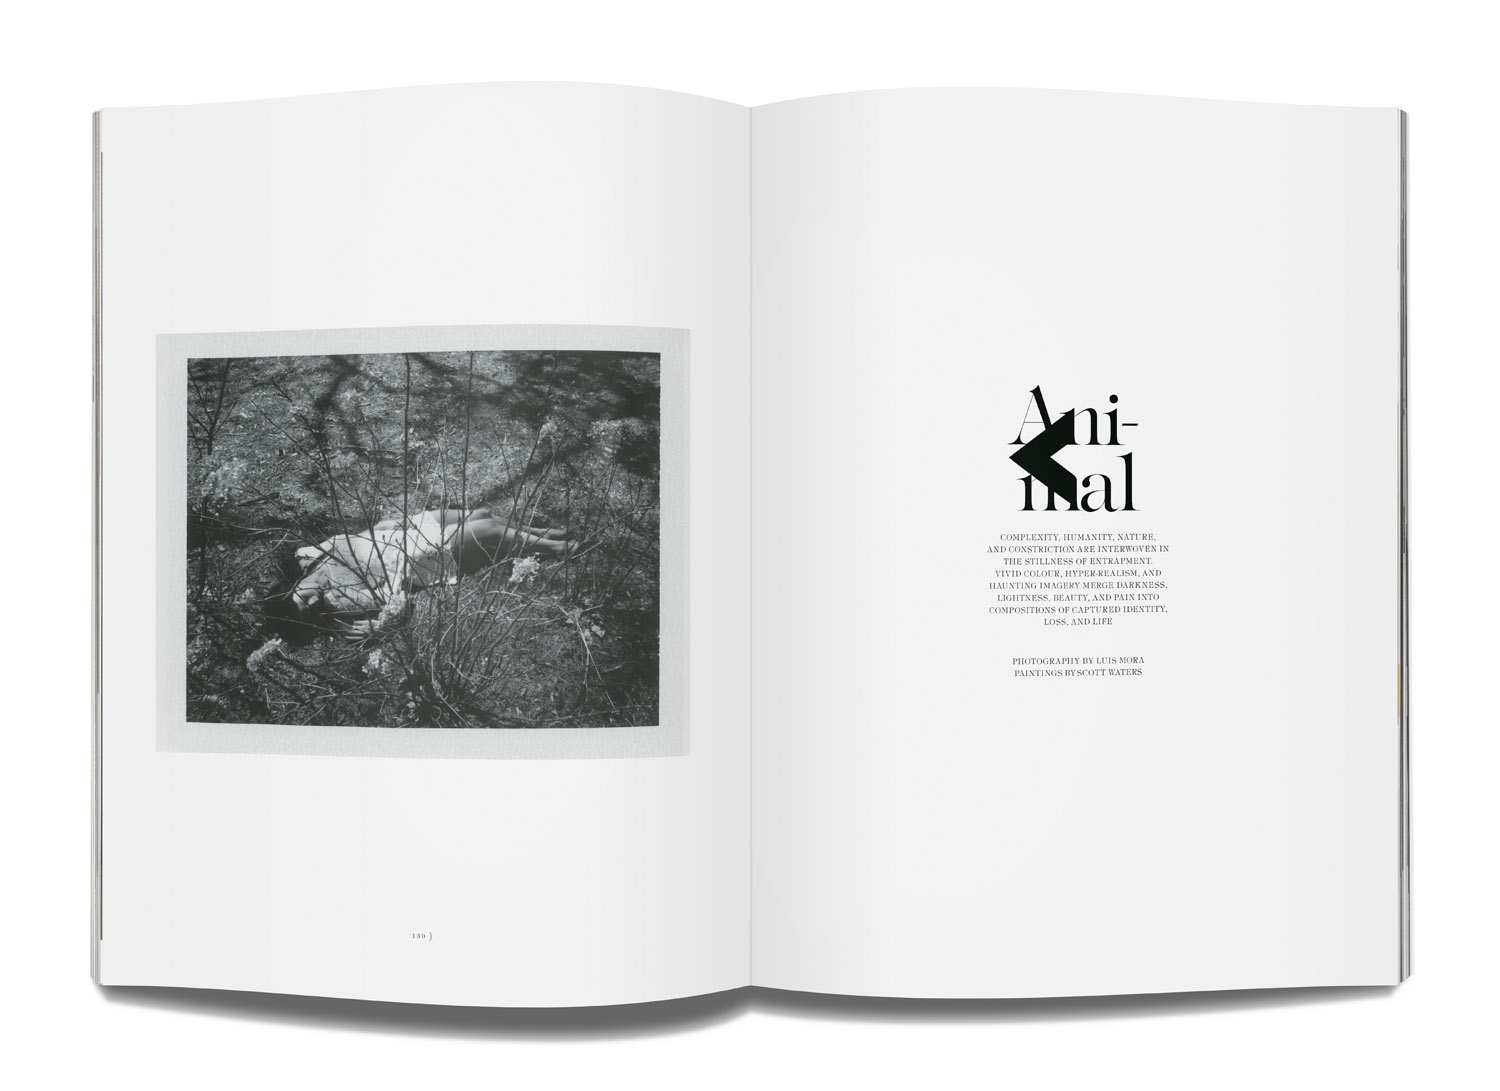 130 )
Ani-
mal
COMPLEXITY, HUMANITY, NATURE,
AND CONSTRICTION ARE INTERWOVEN IN
THE STILLNESS OF ENTRAPMENT.
VIVID COLOUR, HYPER-REALISM, AND
HAUNTING IMAGERY MERGE DARKNESS,
LIGHTNESS, BEAUTY, AND PAIN INTO
COMPOSITIONS OF CAPTURED IDENTITY,
LOSS, AND LIFE
PHOTOGRAPHY BY LUIS MORA
PAINTINGS BY SCOTT WATERS